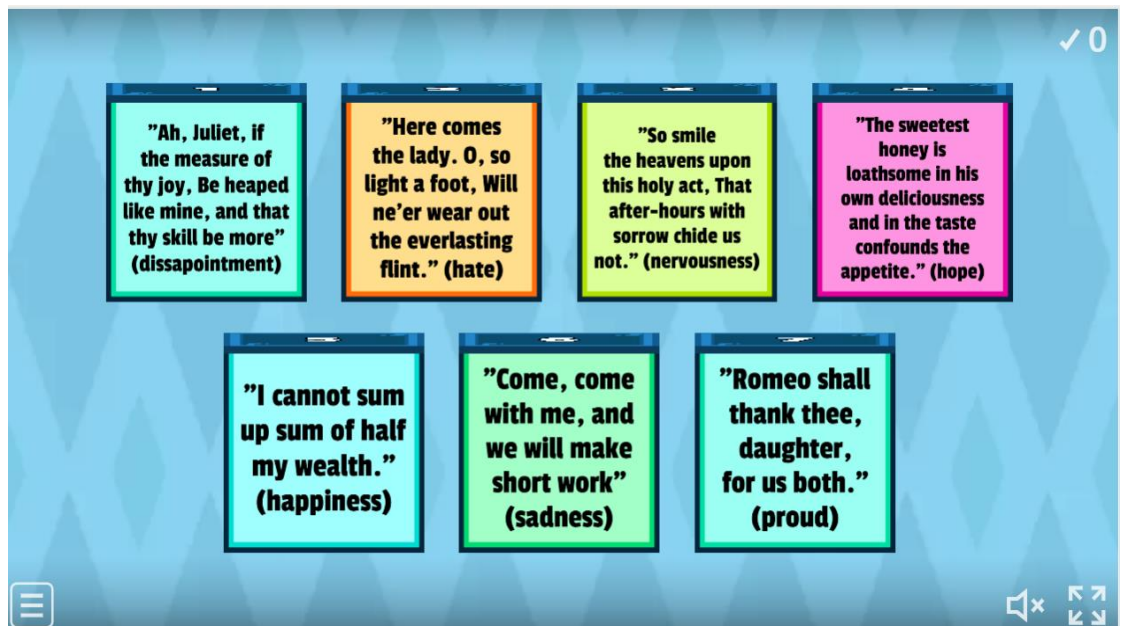 0
"Ah, Juliet, if
the measure of
thy joy, Be heaped
like mine, and that
thy skill be more"
(dissapointment)
"Here comes
the lady. O, so
light a foot, Will
ne'er wear out
the everlasting
flint." (hate)
"So smile
the heavens upon
this holy act, That
after-hours with
sorrow chide us
not." (nervousness)
"The sweetest
honey is
loathsome in his
own deliciousness
and in the taste
confounds the
appetite." (hope)
"I cannot sum
up sum of half
my wealth."
(happiness)
"Come, come
with me, and
we will make
short work"
(sadness)
"Romeo shall
thank thee,
daughter,
for us both."
(proud)